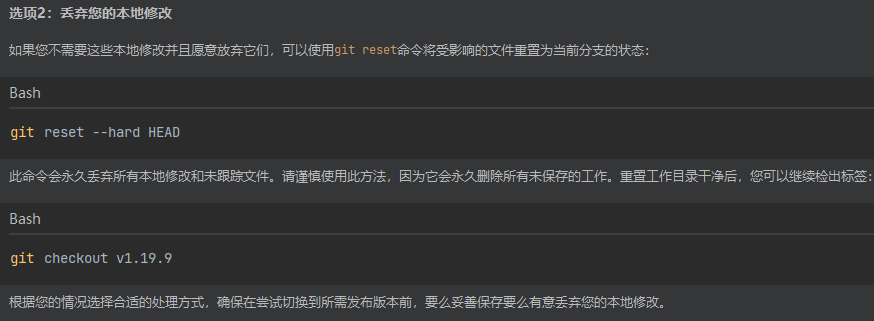 选项2：丢弃您的本地修改
如果您不需要这些本地修改并且愿意放弃它们，可以使用git reset命令将受影响的文件重置为当前分支的状态：
Bash
git reset --hard HEAD
此命令会永久丢弃所有本地修改和未跟踪文件。请谨慎使用此方法，因为它会永久删除所有未保存的工作。重置工作目录干净后，您可以继续检出标签：
Bash
git checkout v1.19.9
根据您的情况选择合适的处理方式，确保在尝试切换到所需发布版本前，要么妥善保存要么有意丢弃您的本地修改。